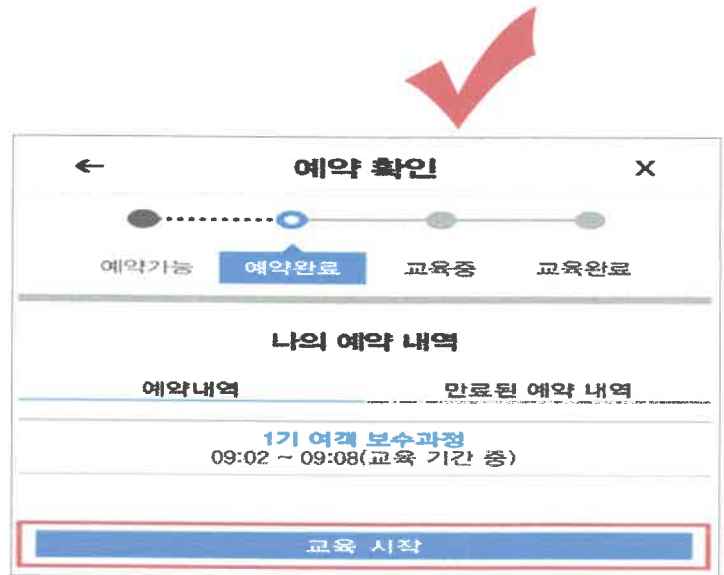 ← 예약 확인 X
예약가능 예약완료 교육중 교육완료
나의 예약 내역
예약내역 만료된 예약 내역
1기 여객 보수과정
09:02 ~ 09:08(교육 기간 중)
교육 시작